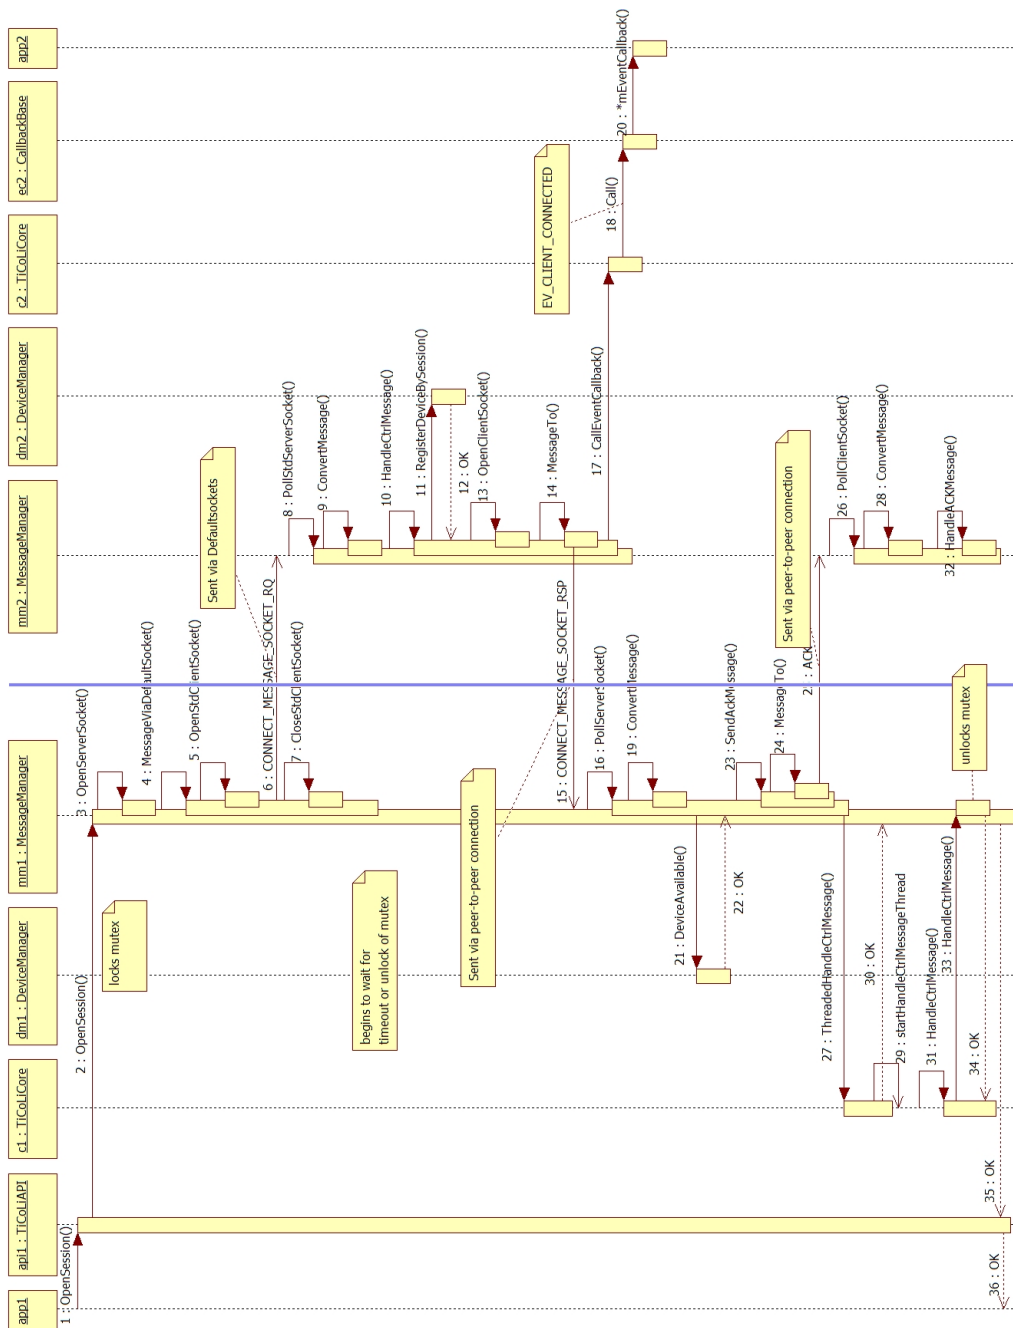 app1
api1 : TiCoLiAPI
c1 : TiCoLiCore
dm1 : DeviceManager
mm1 : MessageManager
mm2 : MessageManager
dm2 : DeviceManager
c2 : TiCoLiCore
ec2 : CallbackBase
app2
1 : OpenSession()
2 : OpenSession()
locks mutex
3 : OpenServerSocket()
4 : MessageViaDefaultSocket()
5 : OpenStdClientSocket()
Sent via Defaultsockets
6 : CONNECT_MESSAGE_SOCKET_RQ
7 : CloseStdClientSocket()
8 : PollStdServerSocket()
9 : ConvertMessage()
begins to wait for
timeout or unlock of mutex
10 : HandleCtrlMessage()
11 : RegisterDeviceBySession()
12 : OK
13 : OpenClientSocket()
Sent via peer-to-peer connection
14 : MessageTo()
15 : CONNECT_MESSAGE_SOCKET_RSP
EV_CLIENT_CONNECTED
16 : PollServerSocket()
17 : CallEventCallback()
18 : Call()
19 : ConvertMessage()
20 : *mEventCallback()
21 : DeviceAvailable()
22 : OK
23 : SendAckMessage()
24 : MessageTo()
Sent via peer-to-peer connection
: ACK
26 : PollClientSocket()
27 : ThreadedHandleCtrlMessage()
28 : ConvertMessage()
29 : startHandleCtrlMessageThread
30 : OK
31 : HandleCtrlMessage()
32 : HandleACKMessage()
33 : HandleCtrlMessage()
unlocks mutex
34 : OK
35 : OK
36 : OK